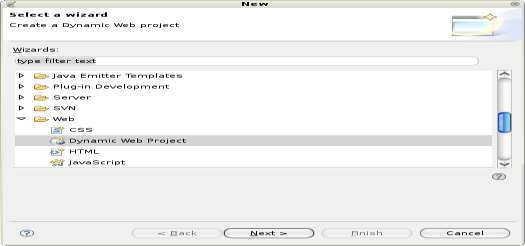 New
Select a wizard
Create a Dynamic Web project
Wizards:
type filter text
Java Emitter Templates
Plug-in Development
Server
SVN
Web
CSS
Dynamic Web Project
HTML
JavaScript
?
? < Back Next > Finish Cancel